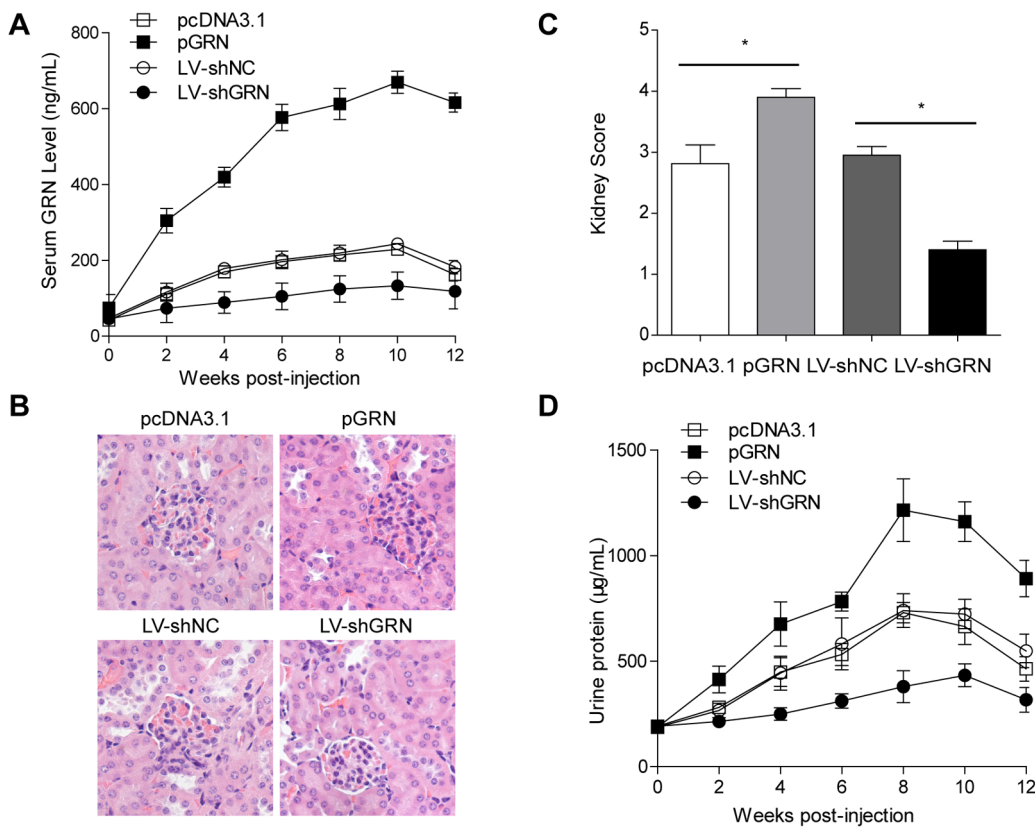 A
pcDNA3.1
pGRN
LV-shNC
LV-shGRN
Serum GRN Level (ng/mL)
800
600
400
200
0
0 2 4 6 8 10 12
Weeks post-injection
B
pcDNA3.1 pGRN
LV-shNC LV-shGRN
C
Kidney Score
5
4
3
2
1
0
* *
pcDNA3.1 pGRN LV-shNC LV-shGRN
D
pcDNA3.1
pGRN
LV-shNC
LV-shGRN
Urine protein (µg/mL)
1500
1000
500
0
0 2 4 6 8 10 12
Weeks post-injection